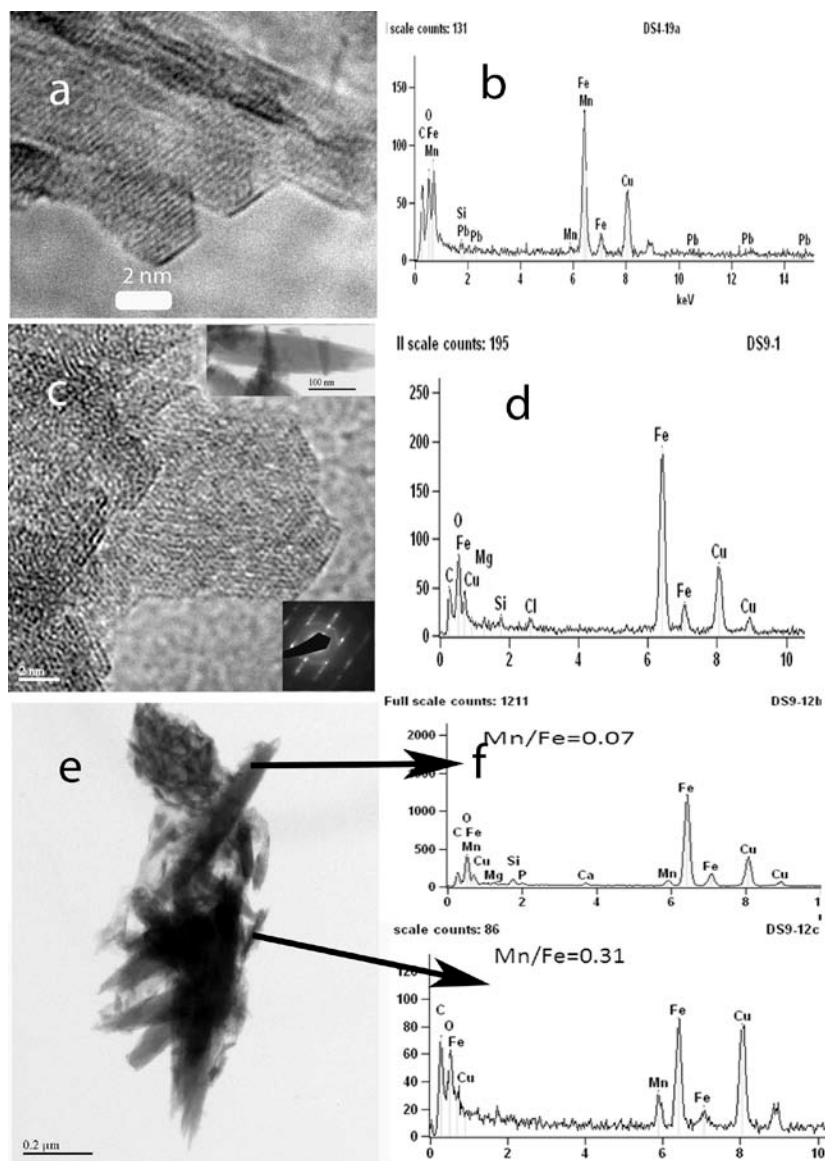 a
2 nm
l scale counts: 131 DS4-19a
b
150
100
50
0
C O Fe Mn
Si
Pb Pb
Fe
Mn
Mn
Fe
Cu
Pb
Pb
Pb
0 2 4 6 8 10 12 14
keV
c
100 nm
2 nm
ll scale counts: 195 DS9-1
d
250
200
150
100
50
0
C O Fe Cu Mg
Si
Cl
Fe
Fe
Cu
Cu
0 2 4 6 8 10
e
0.2 μm
Full scale counts: 1211 DS9-12b
Mn/Fe=0.07
f
2000
1000
500
0
C O Fe Mn Cu Mg
Si
P
Ca
Mn
Fe
Fe
Cu
Cu
0 2 4 6 8 1
scale counts: 86 DS9-12c
Mn/Fe=0.31
120
100
80
60
40
20
0
C
O
Fe
Cu
Mn
Fe
Fe
Cu
0 2 4 6 8 10